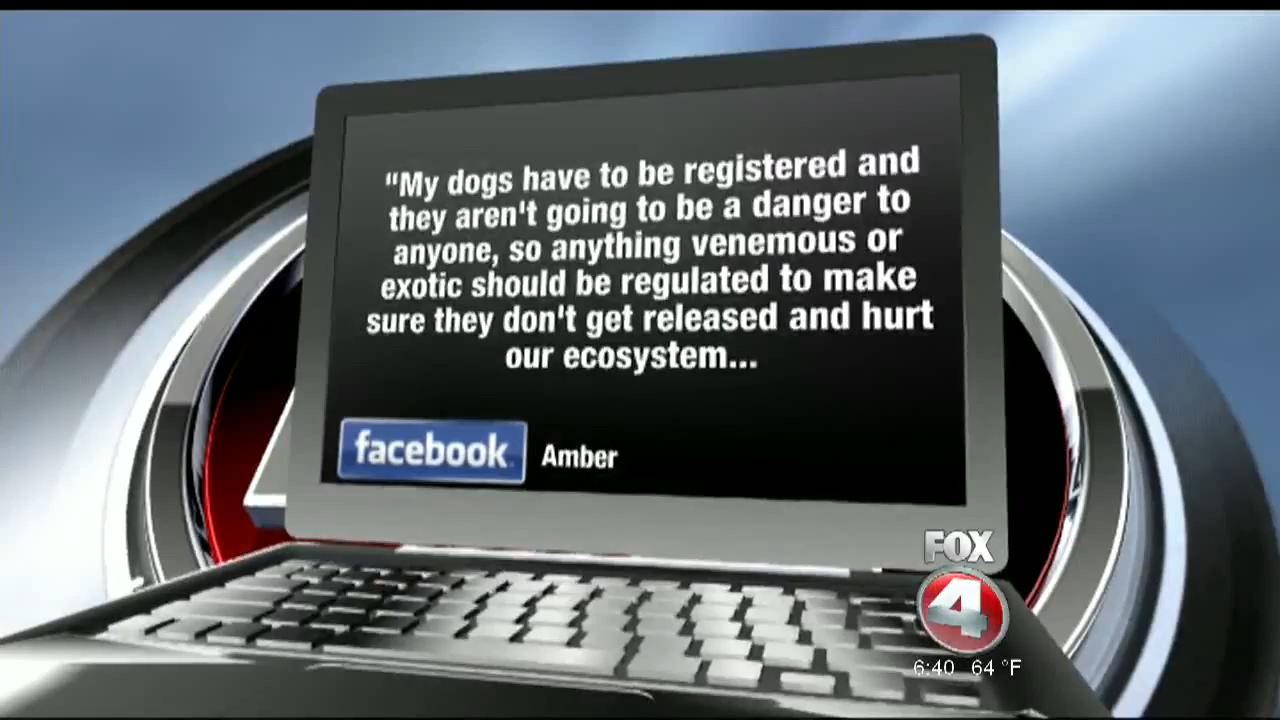 "My dogs have to be registered and
they aren't going to be a danger to
anyone, so anything venemous or
exotic should be regulated to make
sure they don't get released and hurt
our ecosystem...
facebook Amber
FOX
4
6:40 64 °F